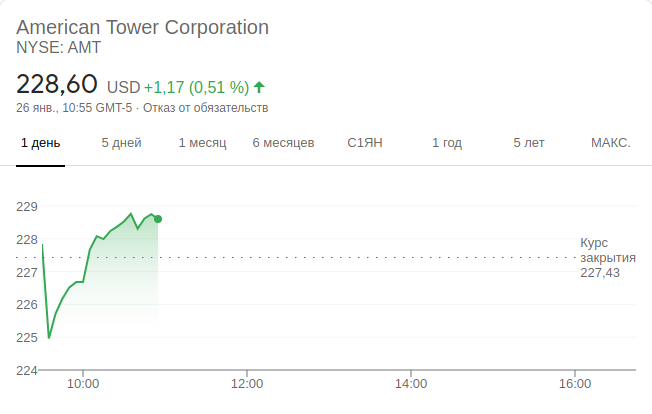 American Tower Corporation
NYSE: AMT
228,60 USD +1,17 (0,51 %)
26 янв., 10:55 GMT-5 · Отказ от обязательств
1 день 5 дней 1 месяц 6 месяцев С1ЯН 1 год 5 лет МАКС.
229
228
227
226
225
224
Курс
закрытия
227,43
10:00 12:00 14:00 16:00